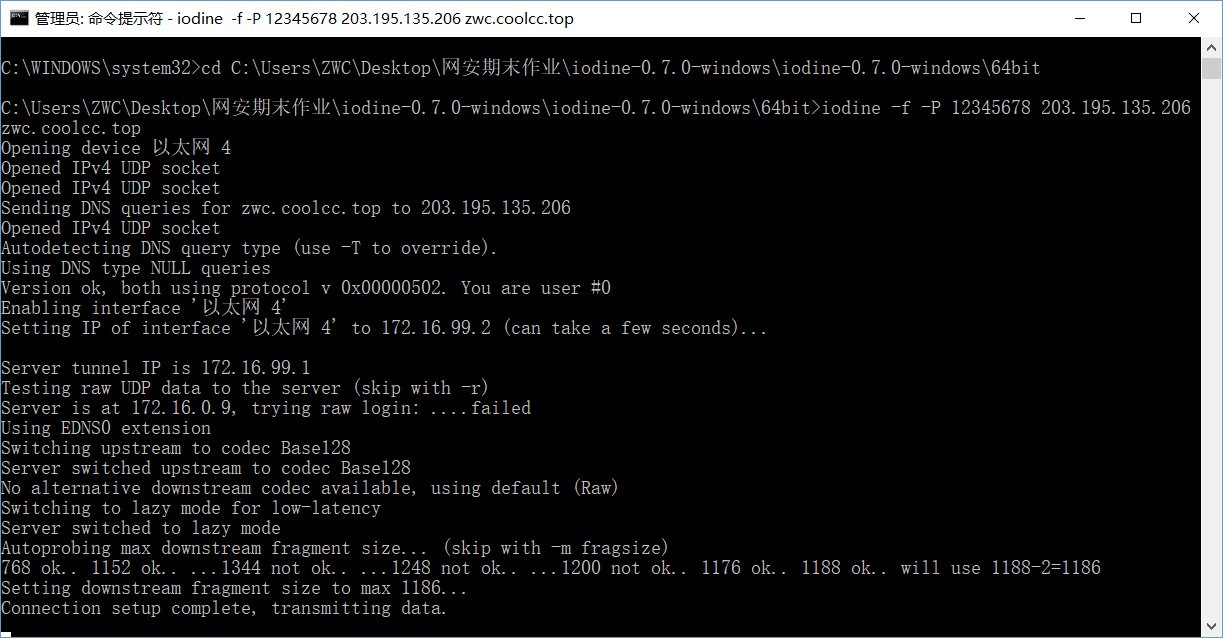 管理员: 命令提示符 - iodine  -f -P 12345678 203.195.135.206 zwc.coolcc.top
C:\WINDOWS\system32>cd C:\Users\ZWC\Desktop\网安期末作业\iodine-0.7.0-windows\iodine-0.7.0-windows\64bit
C:\Users\ZWC\Desktop\网安期末作业\iodine-0.7.0-windows\iodine-0.7.0-windows\64bit>iodine -f -P 12345678 203.195.135.206
zwc.coolcc.top
Opening device 以太网 4
Opened IPv4 UDP socket
Opened IPv4 UDP socket
Sending DNS queries for zwc.coolcc.top to 203.195.135.206
Opened IPv4 UDP socket
Autodetecting DNS query type (use -T to override).
Using DNS type NULL queries
Version ok, both using protocol v 0x00000502. You are user #0
Enabling interface '以太网 4'
Setting IP of interface '以太网 4' to 172.16.99.2 (can take a few seconds)...
Server tunnel IP is 172.16.99.1
Testing raw UDP data to the server (skip with -r)
Server is at 172.16.0.9, trying raw login: ....failed
Using EDNS0 extension
Switching upstream to codec Base128
Server switched upstream to codec Base128
No alternative downstream codec available, using default (Raw)
Switching to lazy mode for low-latency
Server switched to lazy mode
Autoprobing max downstream fragment size... (skip with -m fragsize)
768 ok.. 1152 ok.. ...1344 not ok.. ...1248 not ok.. ...1200 not ok.. 1176 ok.. 1188 ok.. will use 1188-2=1186
Setting downstream fragment size to max 1186...
Connection setup complete, transmitting data.